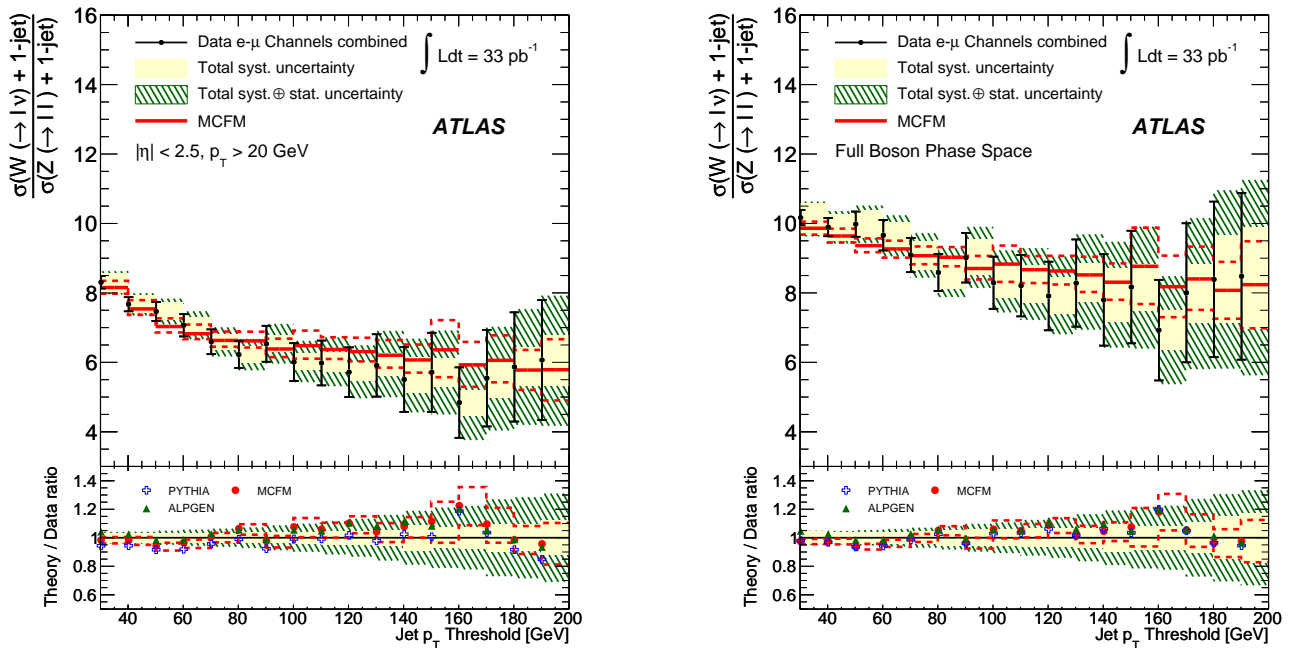 σ(W (→ l ν) + 1-jet)
σ(Z (→ l l ) + 1-jet)
16
14
12
10
8
6
4
Data e-μ Channels combined
∫ Ldt = 33 pb⁻¹
Total syst. uncertainty
Total syst.⊕ stat. uncertainty
MCFM
ATLAS
|η| < 2.5, p_T > 20 GeV
Theory / Data ratio
1.4
1.2
1
0.8
0.6
PYTHIA
MCFM
ALPGEN
40 60 80 100 120 140 160 180 200
Jet p_T Threshold [GeV]
σ(W (→ l ν) + 1-jet)
σ(Z (→ l l ) + 1-jet)
16
14
12
10
8
6
4
Data e-μ Channels combined
∫ Ldt = 33 pb⁻¹
Total syst. uncertainty
Total syst.⊕ stat. uncertainty
MCFM
ATLAS
Full Boson Phase Space
Theory / Data ratio
1.4
1.2
1
0.8
0.6
PYTHIA
MCFM
ALPGEN
40 60 80 100 120 140 160 180 200
Jet p_T Threshold [GeV]